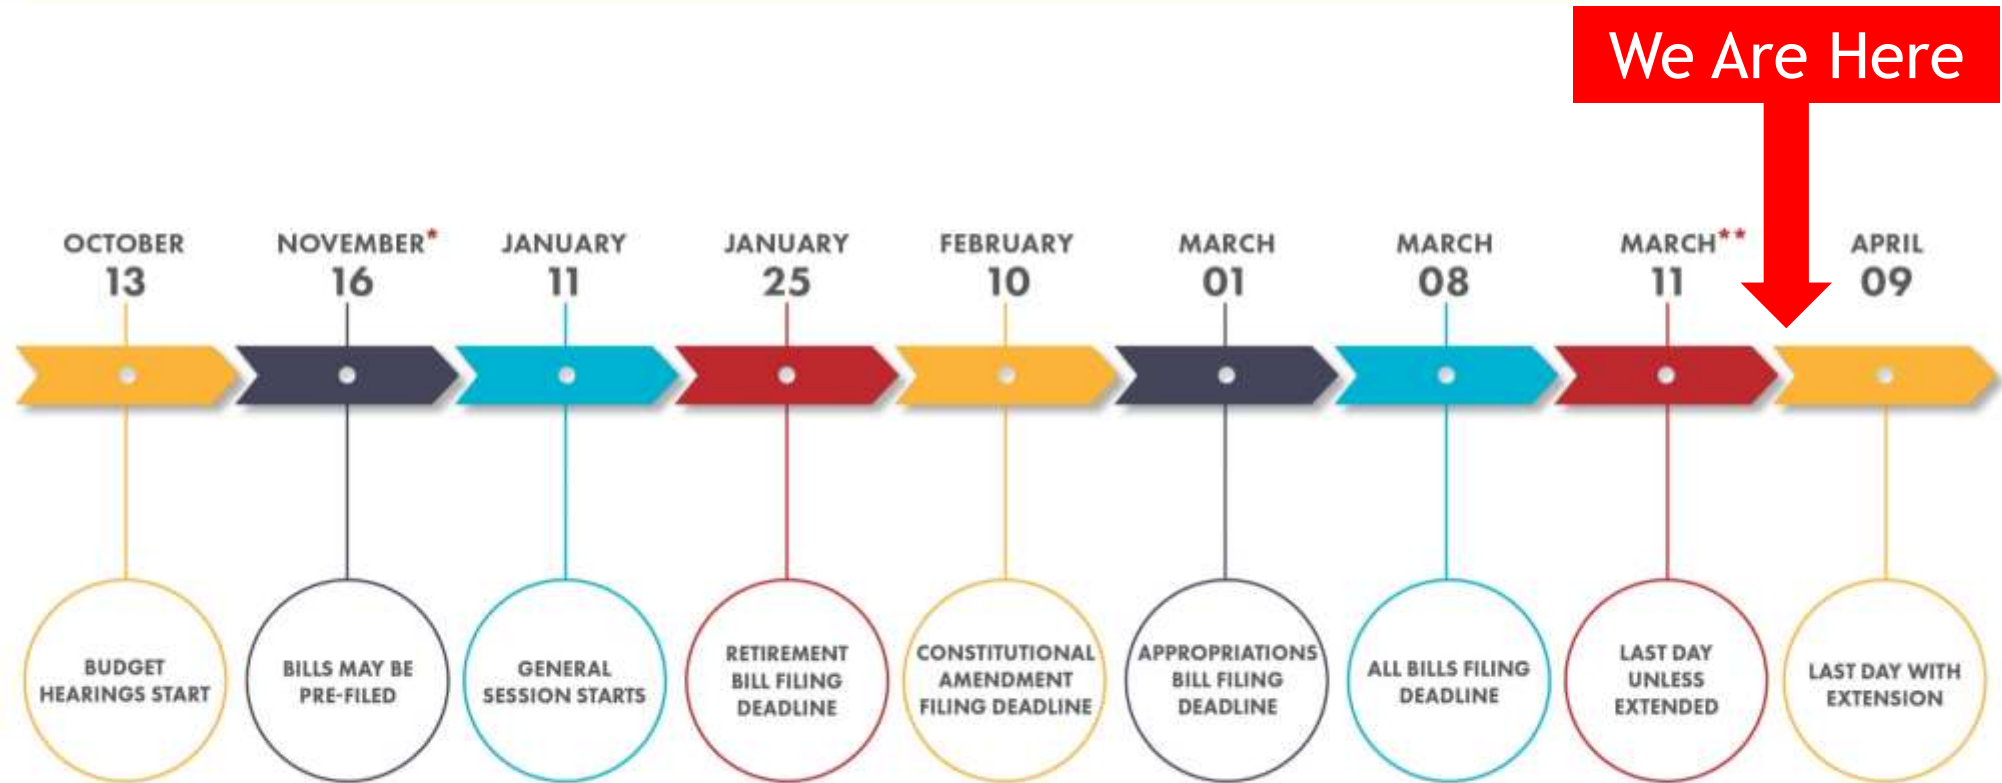 We Are Here
OCTOBER
13
NOVEMBER*
16
JANUARY
11
JANUARY
25
FEBRUARY
10
MARCH
01
MARCH
08
MARCH**
11
APRIL
09
BUDGET
HEARINGS START
BILLS MAY BE
PRE-FILED
GENERAL
SESSION STARTS
RETIREMENT
BILL FILING
DEADLINE
CONSTITUTIONAL
AMENDMENT
FILING DEADLINE
APPROPRIATIONS
BILL FILING
DEADLINE
ALL BILLS FILING
DEADLINE
LAST DAY
UNLESS
EXTENDED
LAST DAY WITH
EXTENSION